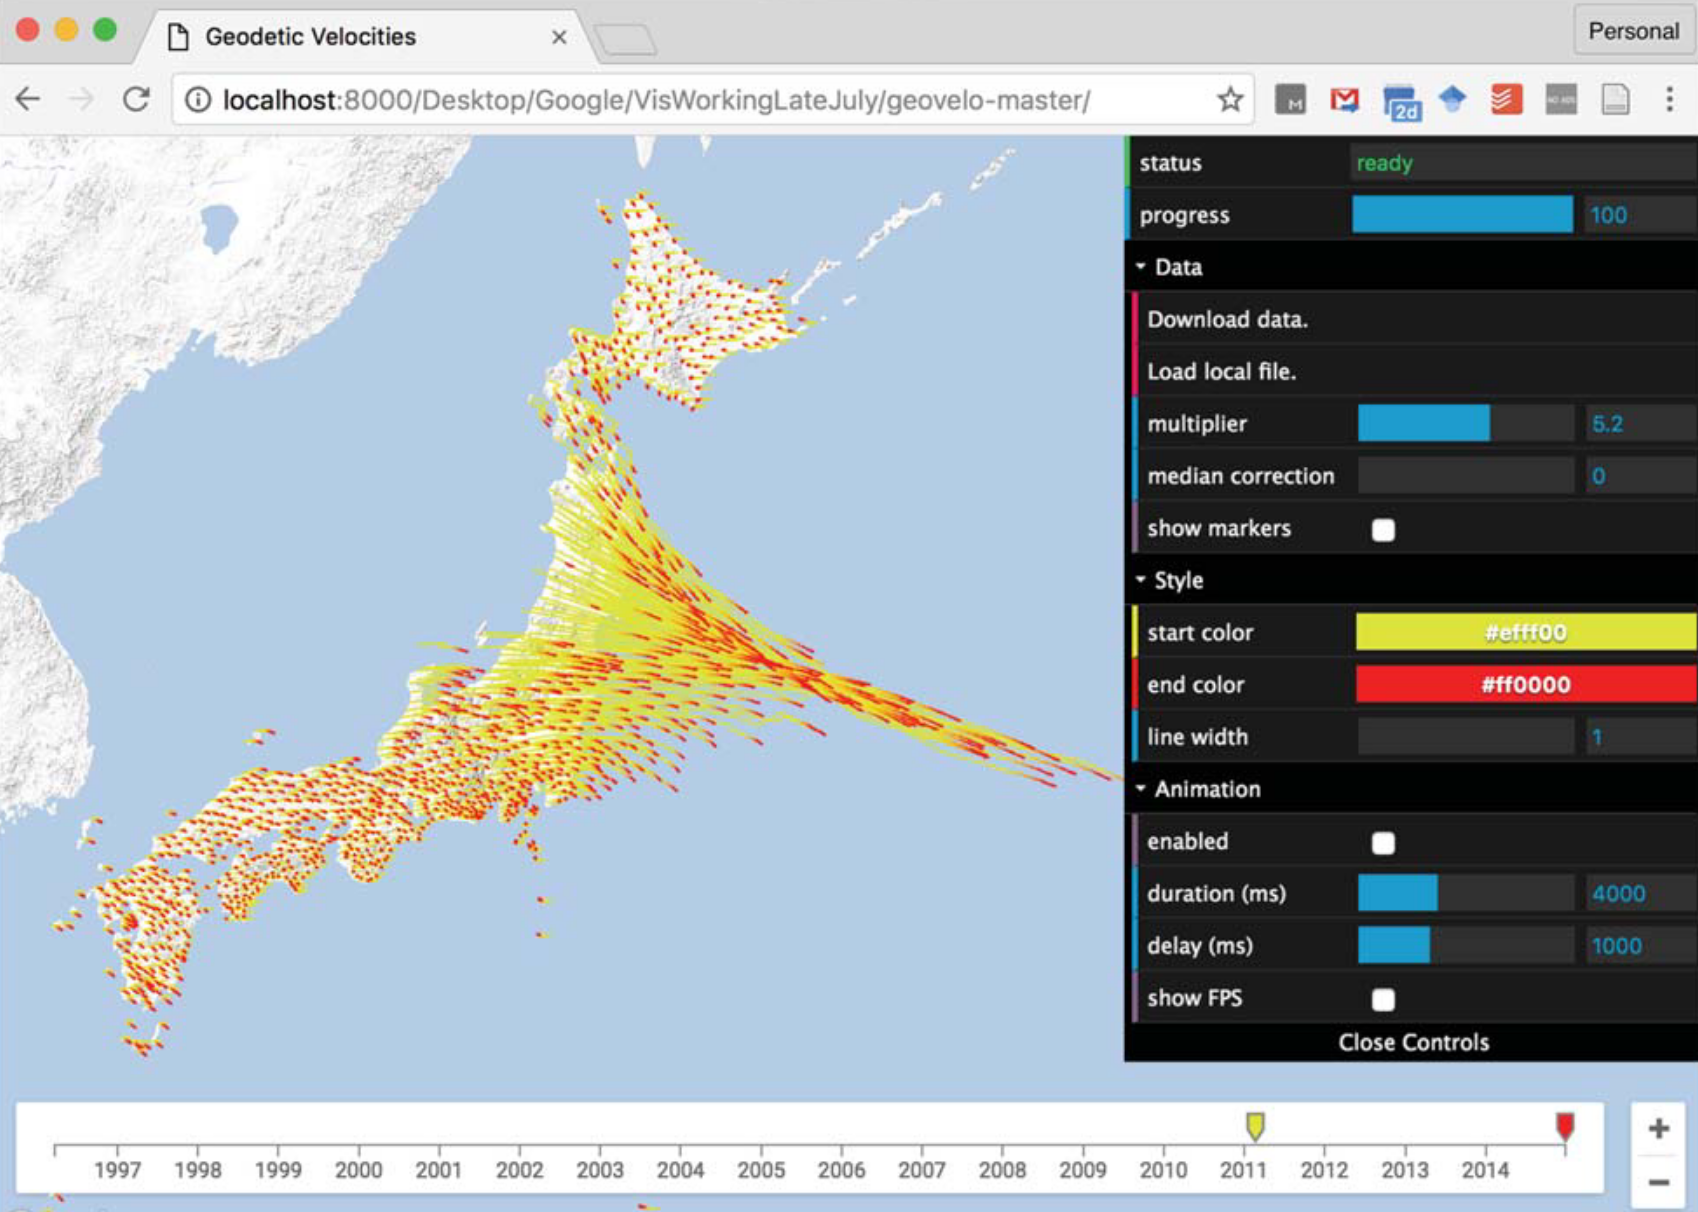 Geodetic Velocities
Personal
localhost:8000/Desktop/Google/VisWorkingLateJuly/geovelo-master/
M
2d
NO ADS
status ready
progress 100
Data
Download data.
Load local file.
multiplier 5.2
median correction 0
show markers
Style
start color #efff00
end color #ff0000
line width 1
Animation
enabled
duration (ms) 4000
delay (ms) 1000
show FPS
Close Controls
1997 1998 1999 2000 2001 2002 2003 2004 2005 2006 2007 2008 2009 2010 2011 2012 2013 2014
+
−